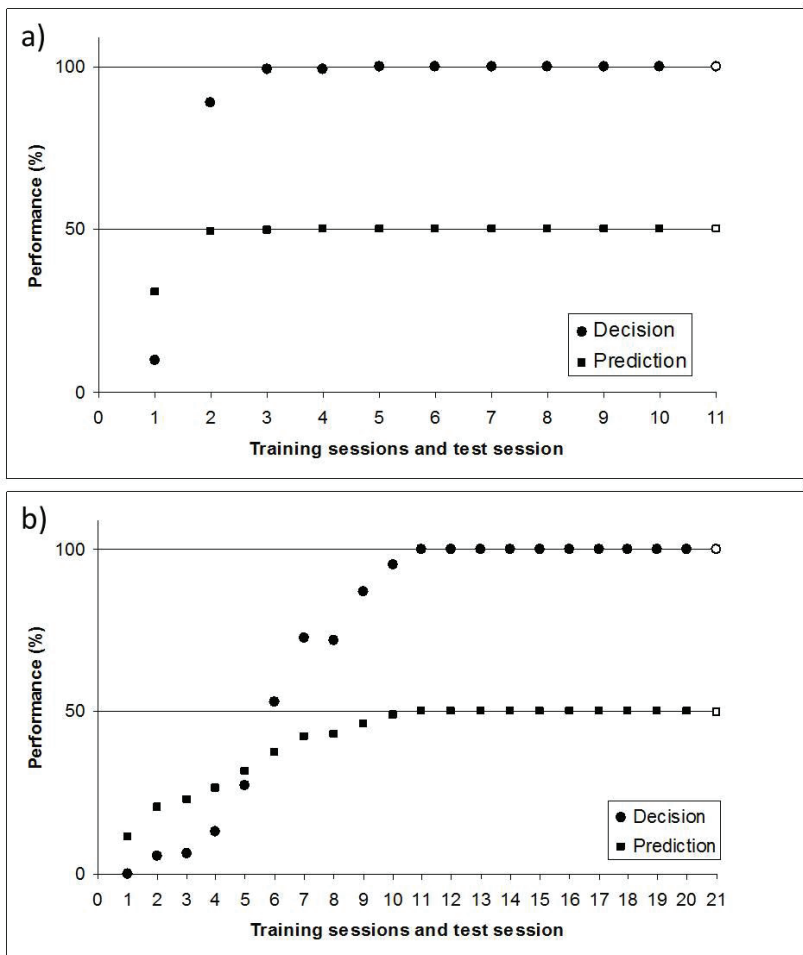 a)
100
50
0
Performance (%)
Decision
Prediction
0 1 2 3 4 5 6 7 8 9 10 11
Training sessions and test session
b)
100
50
0
Performance (%)
Decision
Prediction
0 1 2 3 4 5 6 7 8 9 10 11 12 13 14 15 16 17 18 19 20 21
Training sessions and test session